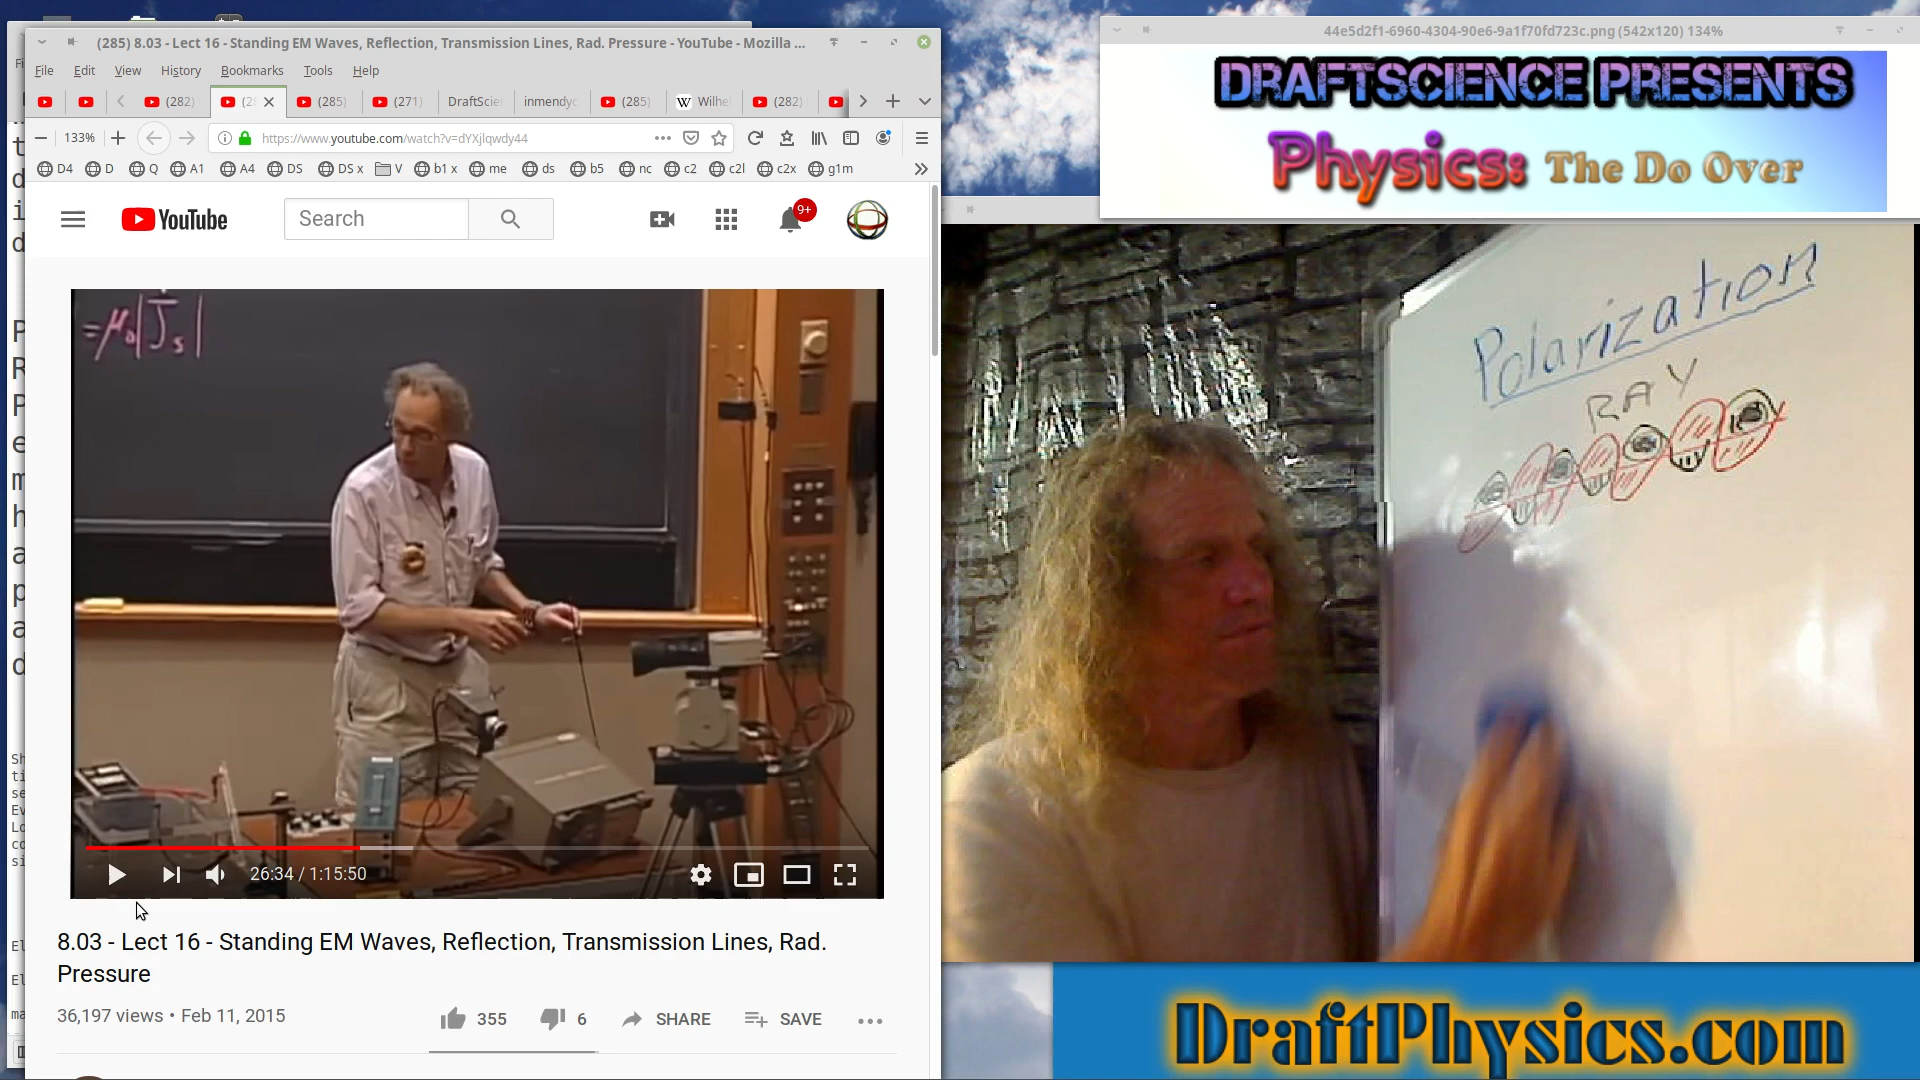 (285) 8.03 - Lect 16 - Standing EM Waves, Reflection, Transmission Lines, Rad. Pressure - YouTube - Mozilla ...
File Edit View History Bookmarks Tools Help
(282) (285) (271) DraftScie inmendyc (285) Wilhe (282)
133% https://www.youtube.com/watch?v=dYXjlqwdy44
D4 D Q A1 A4 DS DS x V b1 x me ds b5 nc c2 c2l c2x g1m
YouTube Search 9+
=μ₀|J̄ₛ|
26:34 / 1:15:50
8.03 - Lect 16 - Standing EM Waves, Reflection, Transmission Lines, Rad.
Pressure
36,197 views • Feb 11, 2015 355 6 SHARE SAVE
44e5d2f1-6960-4304-90e6-9a1f70fd723c.png (542x120) 134%
DRAFTSCIENCE PRESENTS
Physics: The Do Over
Polarization
RAY
DraftPhysics.com